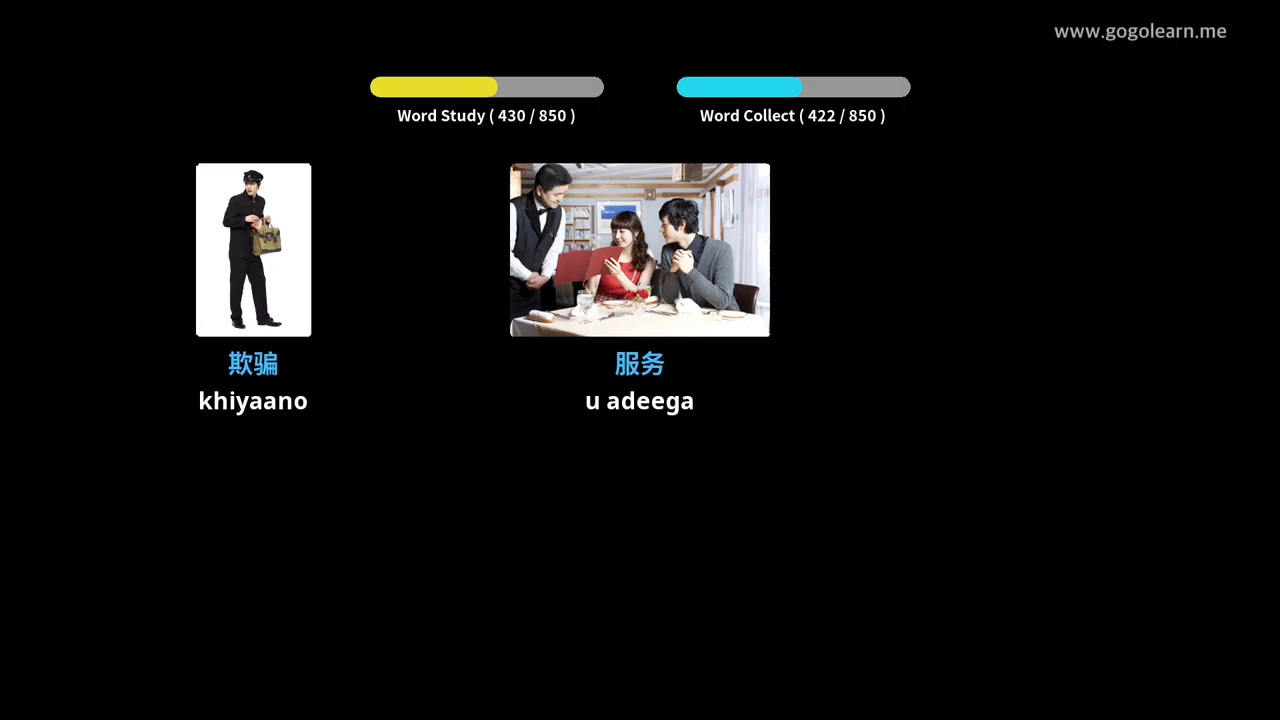 www.gogolearn.me
Word Study ( 430 / 850 )
Word Collect ( 422 / 850 )
欺骗
khiyaano
服务
u adeega